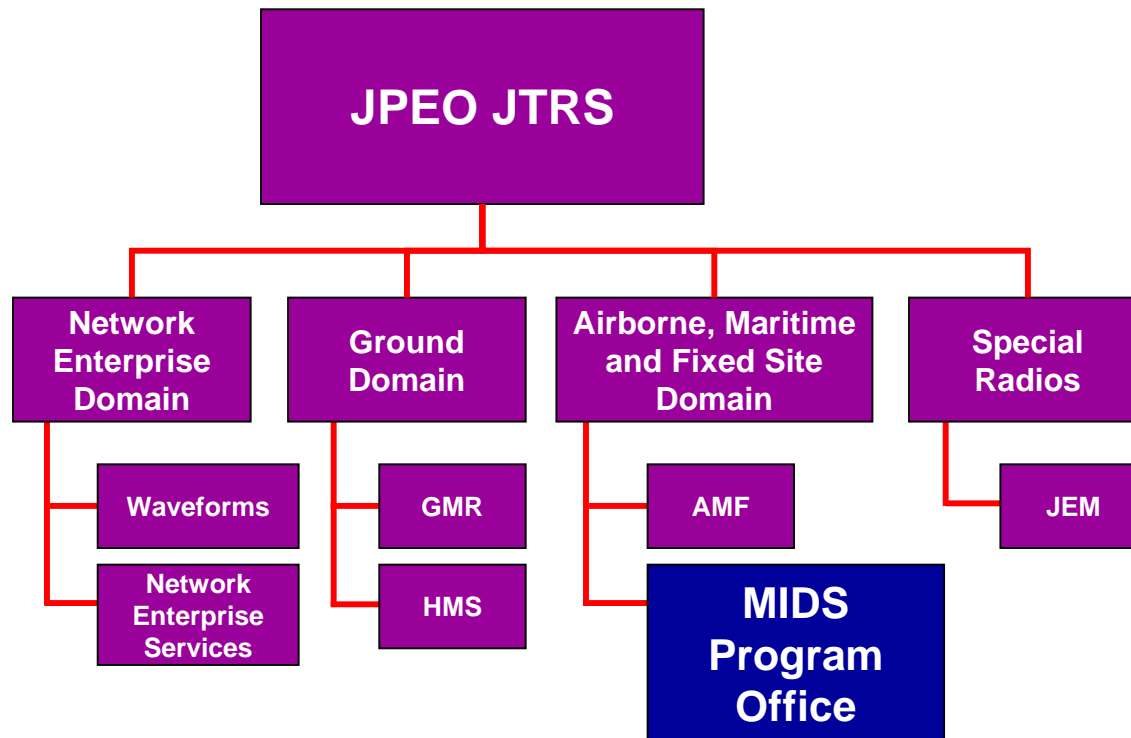 JPEO JTRS
Network
Enterprise
Domain
Ground
Domain
Airborne, Maritime
and Fixed Site
Domain
Special
Radios
Waveforms
Network
Enterprise
Services
GMR
HMS
AMF
MIDS
Program
Office
JEM